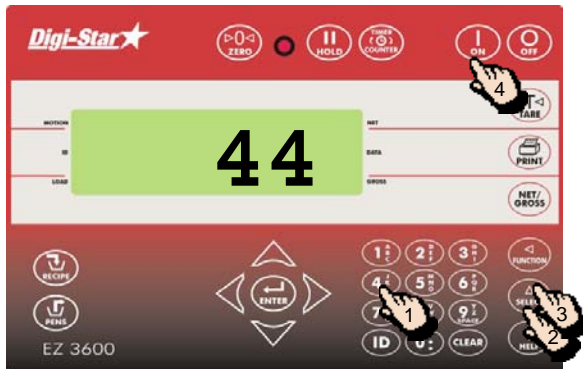 Digi-Star
▷0◁ ZERO
HOLD
TIMER COUNTER
ON
OFF
4
TARE
MOTION
NET
ID
44
DATA
PRINT
LOAD
GROSS
NET/ GROSS
RECIPE
1 2 3
FUNCTION
ENTER
4 5 6
SELECT
PENS
7 9 SPACE
1
3
2
EZ 3600
ID 0 CLEAR
HELP